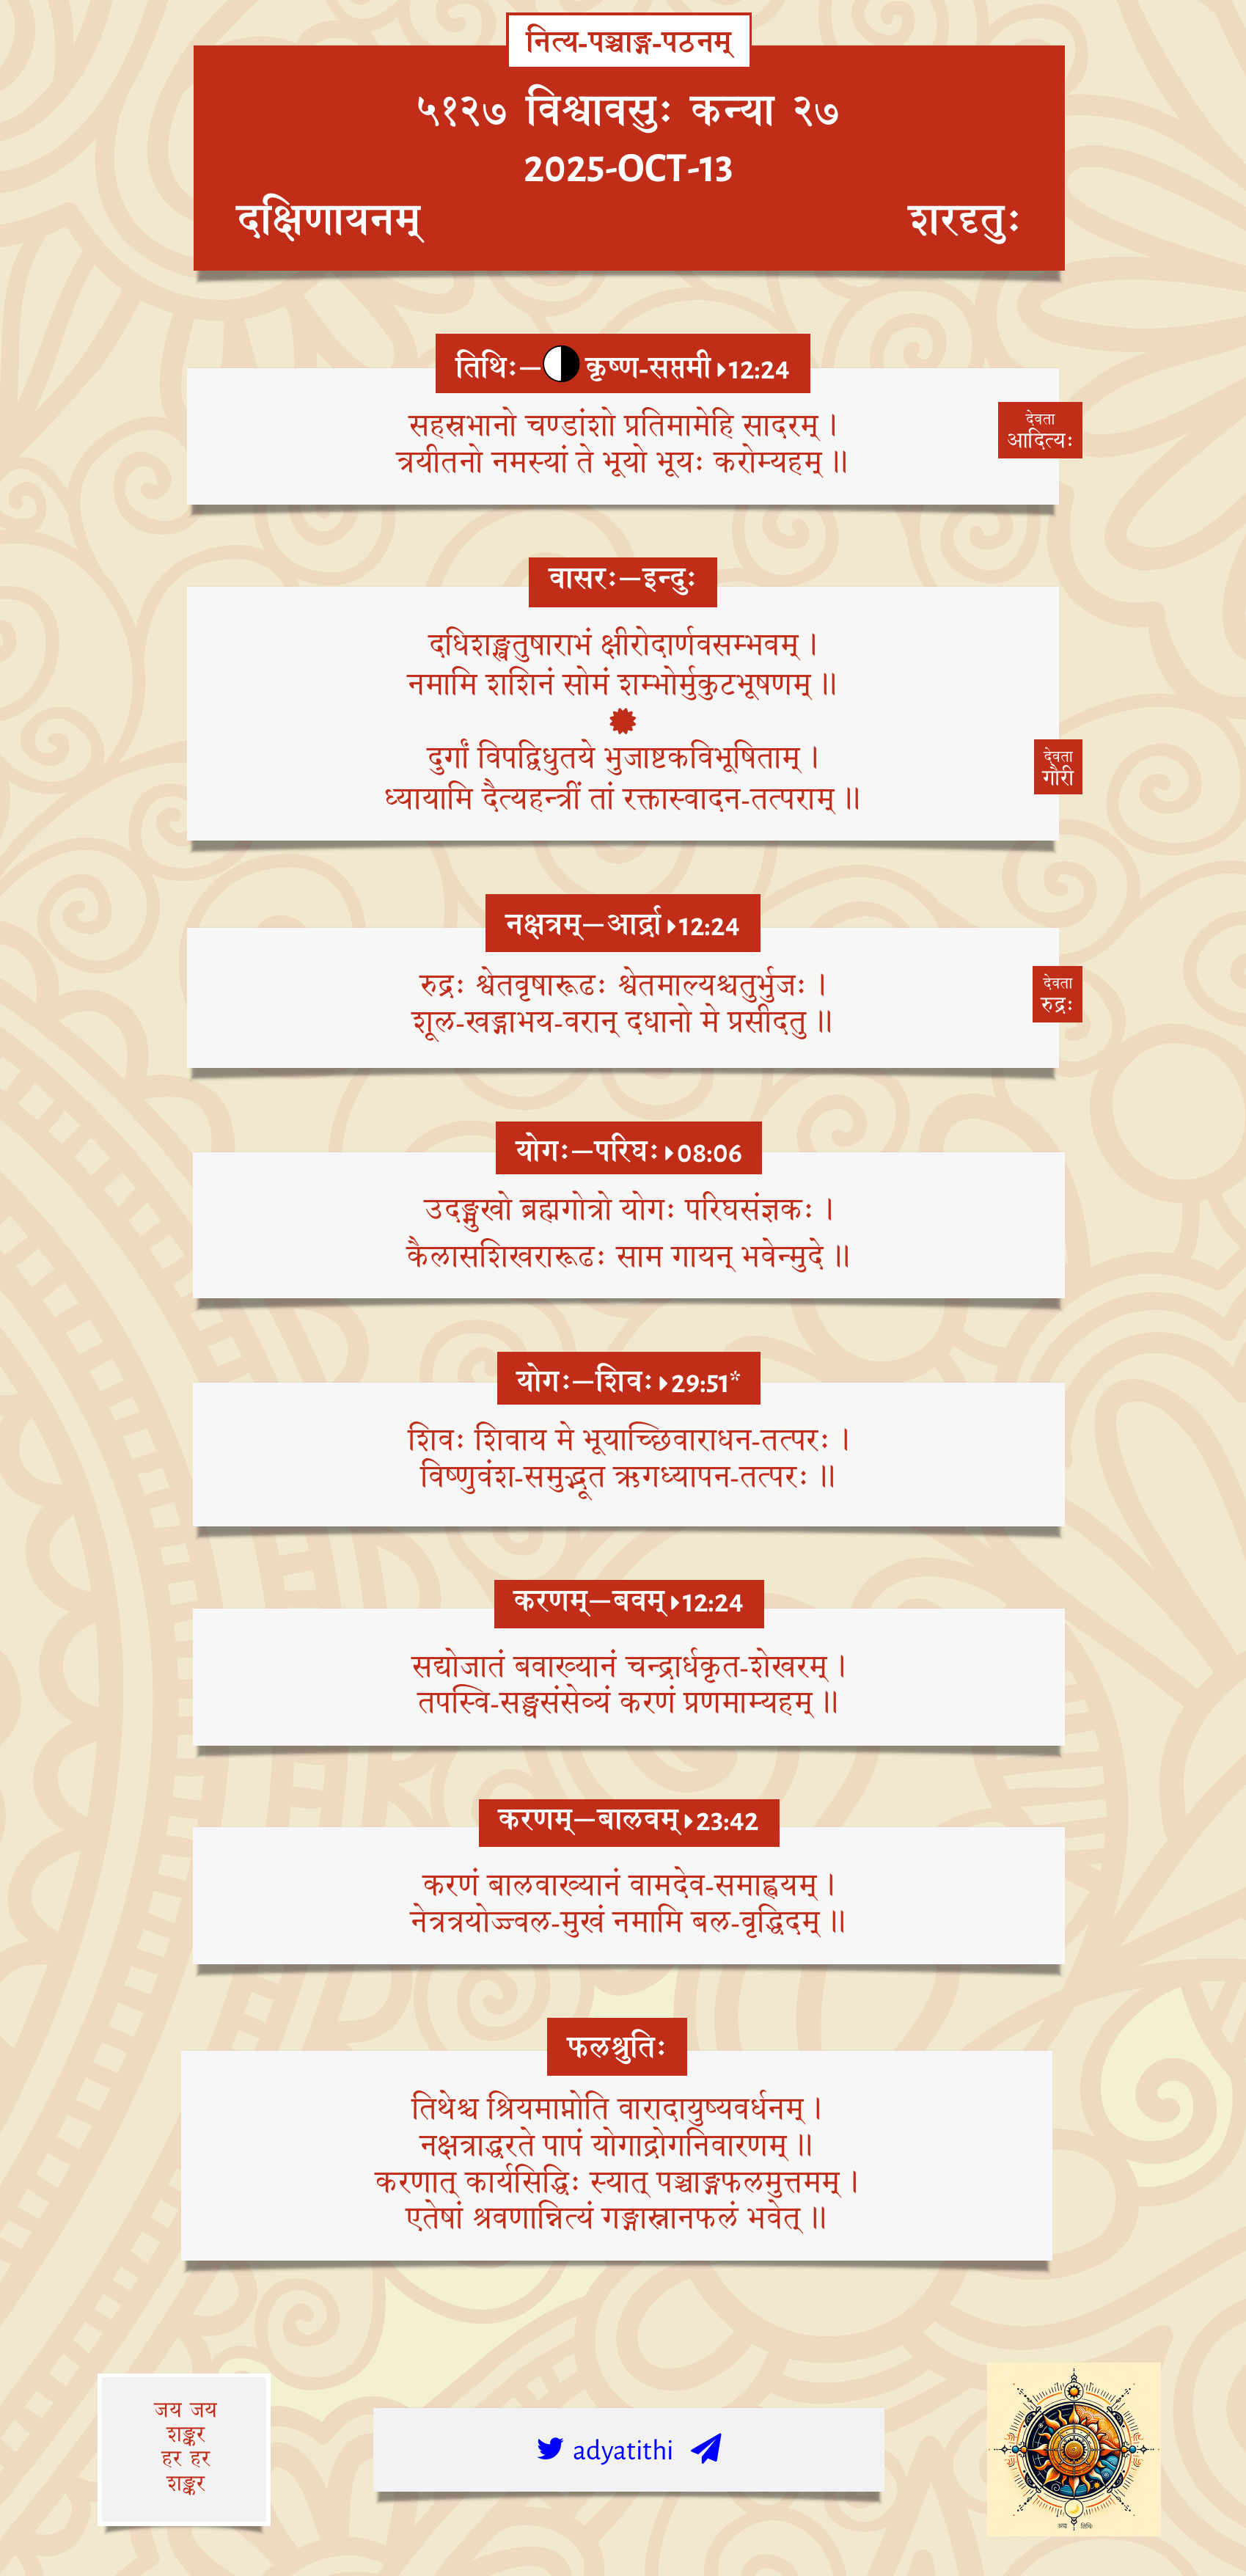 नित्य-पञ्चाङ्ग-पठनम्
५१२७ विश्वावसुः कन्या २७
2025-OCT-13
दक्षिणायनम्
शरदृतुः
तिथिः—कृष्ण-सप्तमी 12:24
सहस्रभानो चण्डांशो प्रतिमामेहि सादरम् ।
त्रयीतनो नमस्यां ते भूयो भूयः करोम्यहम् ॥
देवता
आदित्यः
वासरः—इन्दुः
दधिशङ्खतुषाराभं क्षीरोदार्णवसम्भवम् ।
नमामि शशिनं सोमं शम्भोर्मुकुटभूषणम् ॥
दुर्गां विपद्विधुतये भुजाष्टकविभूषिताम् ।
ध्यायामि दैत्यहन्त्रीं तां रक्तास्वादन-तत्पराम् ॥
देवता
गौरी
नक्षत्रम्—आर्द्रा 12:24
रुद्रः श्वेतवृषारूढः श्वेतमाल्यश्चतुर्भुजः ।
शूल-खड्गाभय-वरान् दधानो मे प्रसीदतु ॥
देवता
रुद्रः
योगः—परिघः 08:06
उदङ्मुखो ब्रह्मगोत्रो योगः परिघसंज्ञकः ।
कैलासशिखरारूढः साम गायन् भवेन्मुदे ॥
योगः—शिवः 29:51*
शिवः शिवाय मे भूयाच्छिवाराधन-तत्परः ।
विष्णुवंश-समुद्भूत ऋगध्यापन-तत्परः ॥
करणम्—बवम् 12:24
सद्योजातं बवाख्यानं चन्द्रार्धकृत-शेखरम् ।
तपस्वि-सङ्घसंसेव्यं करणं प्रणमाम्यहम् ॥
करणम्—बालवम् 23:42
करणं बालवाख्यानं वामदेव-समाह्वयम् ।
नेत्रत्रयोज्ज्वल-मुखं नमामि बल-वृद्धिदम् ॥
फलश्रुतिः
तिथेश्च श्रियमाप्नोति वारादायुष्यवर्धनम् ।
नक्षत्राद्धरते पापं योगाद्रोगनिवारणम् ॥
करणात् कार्यसिद्धिः स्यात् पञ्चाङ्गफलमुत्तमम् ।
एतेषां श्रवणान्नित्यं गङ्गास्नानफलं भवेत् ॥
जय जय
शङ्कर
हर हर
शङ्कर
adyatithi
अद्य तिथिः